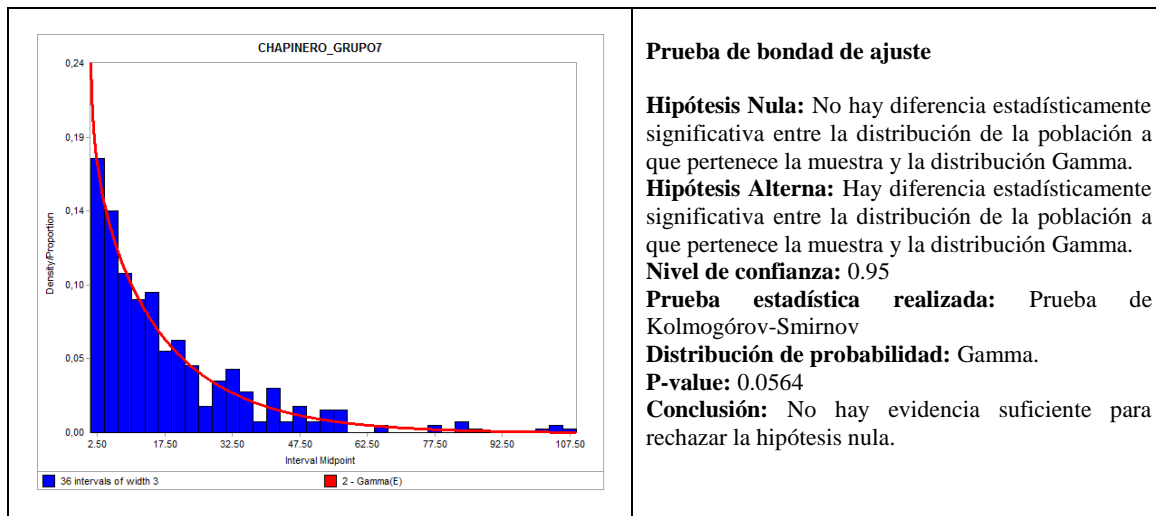 CHAPINERO_GRUPO7
0,24
0,19
0,14
0,10
0,05
0,00
Density/Proportion
2.50 17.50 32.50 47.50 62.50 77.50 92.50 107.50
Interval Midpoint
36 intervals of width 3 2 - Gamma(E)
Prueba de bondad de ajuste
Hipótesis Nula: No hay diferencia estadísticamente
significativa entre la distribución de la población a
que pertenece la muestra y la distribución Gamma.
Hipótesis Alterna: Hay diferencia estadísticamente
significativa entre la distribución de la población a
que pertenece la muestra y la distribución Gamma.
Nivel de confianza: 0.95
Prueba estadística realizada: Prueba de
Kolmogórov-Smirnov
Distribución de probabilidad: Gamma.
P-value: 0.0564
Conclusión: No hay evidencia suficiente para
rechazar la hipótesis nula.